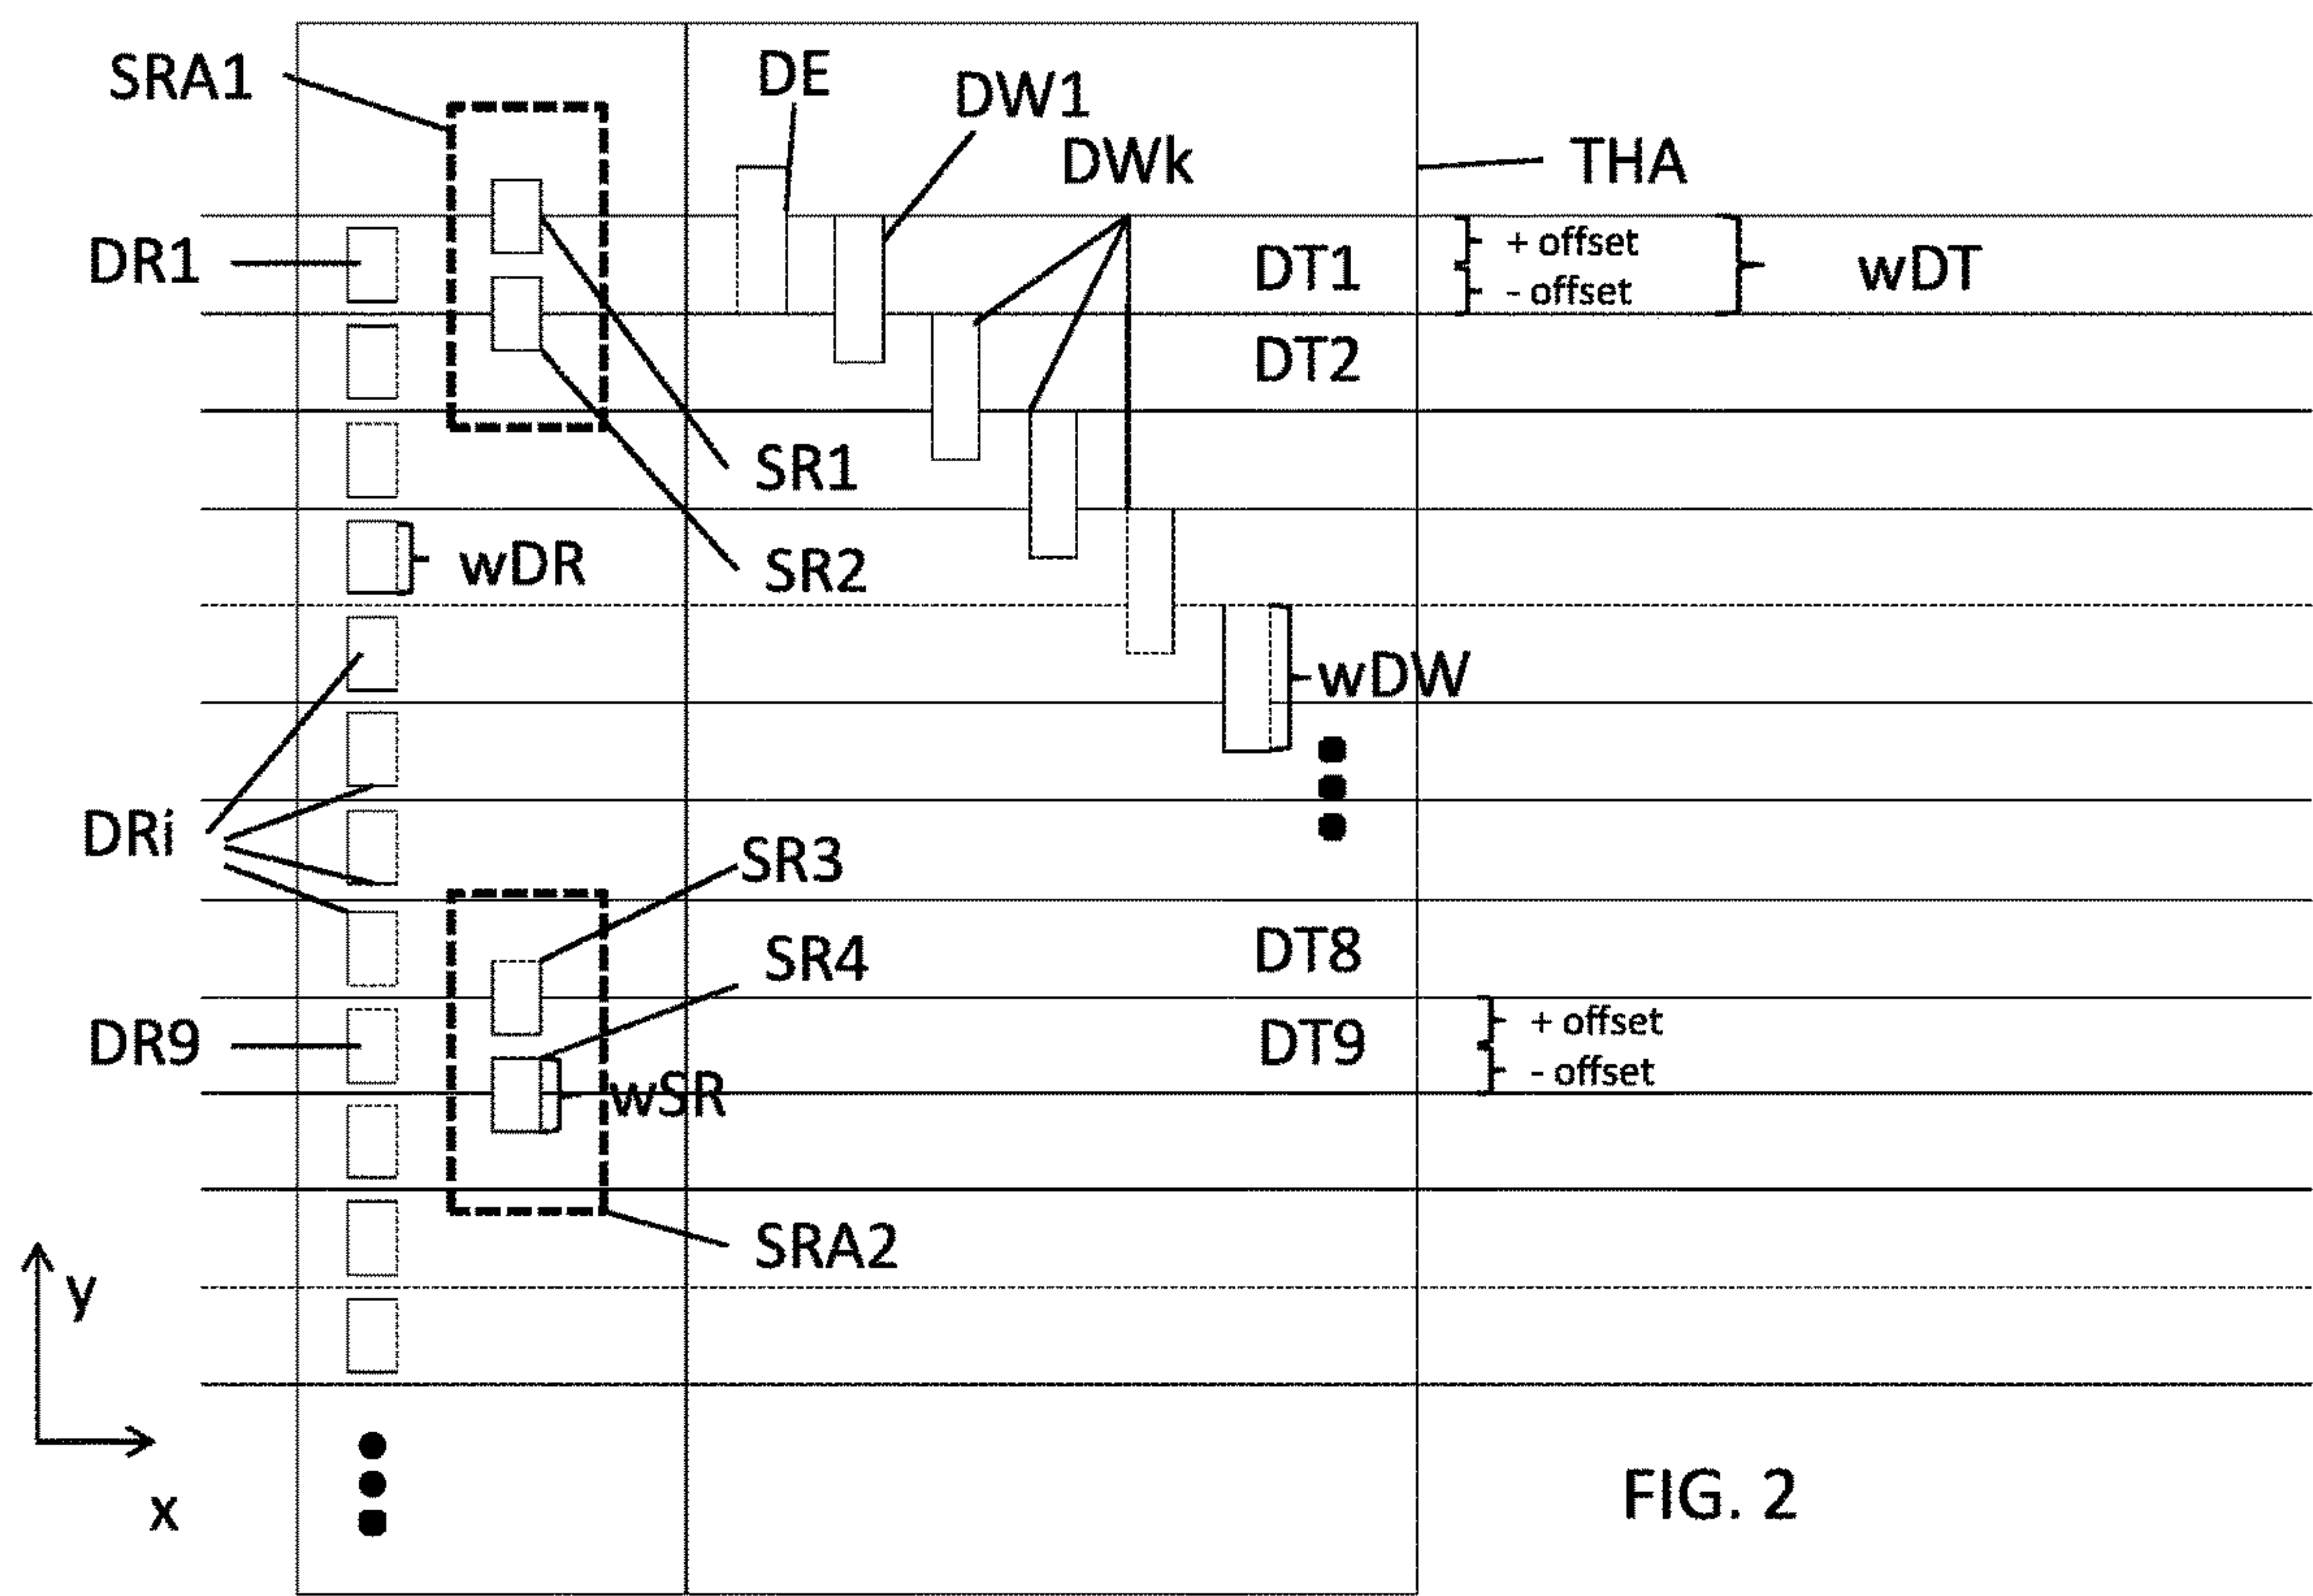 SRA1
DE
DW1
DWk
THA
DR1
DT1
+ offset
- offset
wDT
DT2
SR1
wDR
SR2
wDW
DRi
SR3
DT8
SR4
DR9
DT9
+ offset
- offset
wSR
SRA2
y
x
FIG. 2